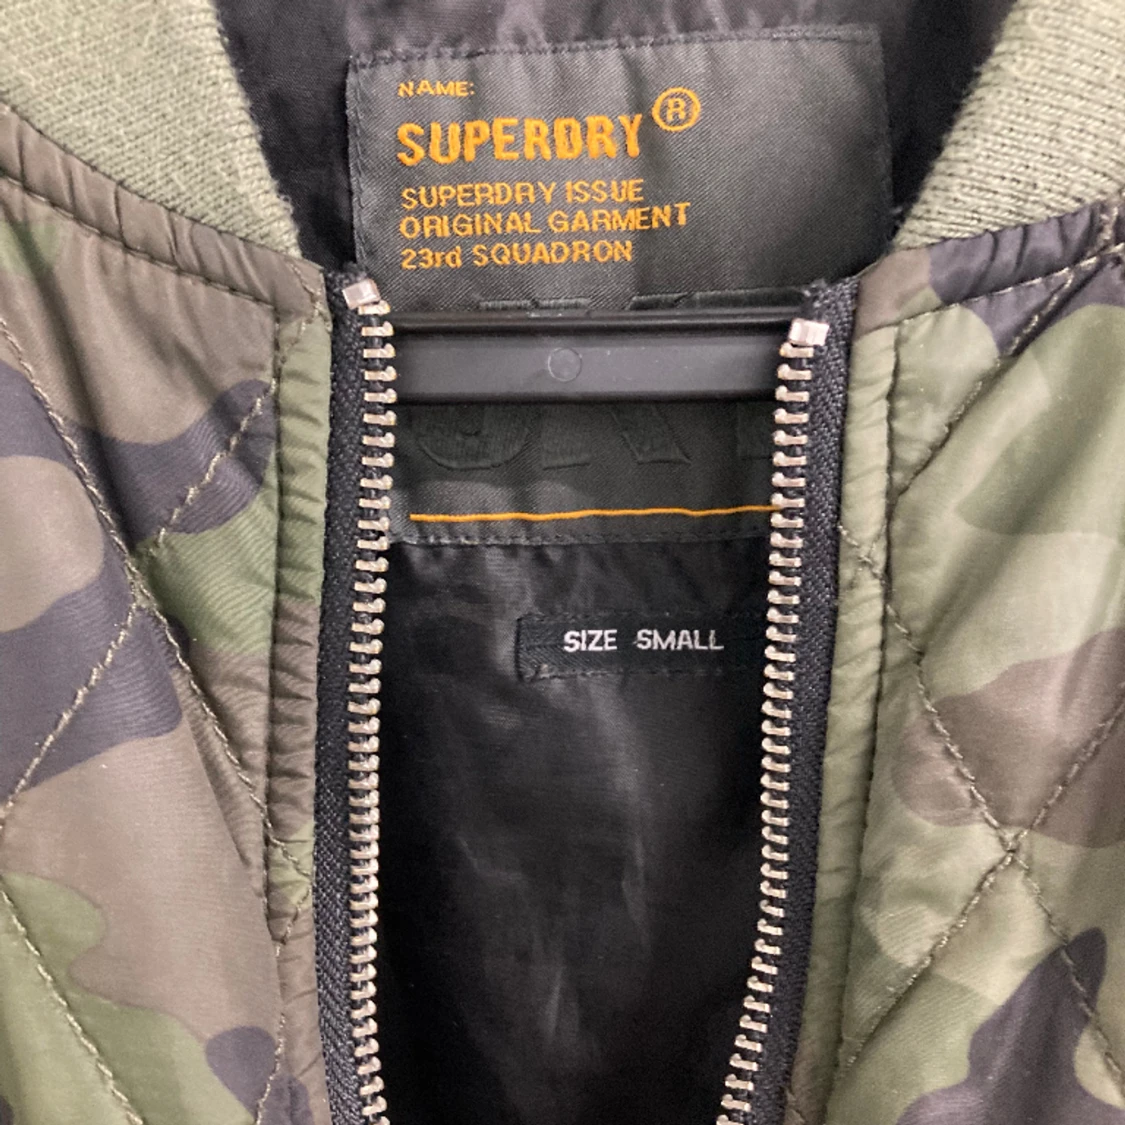 NAME:
SUPERDRY®
SUPERDRY ISSUE
ORIGINAL GARMENT
23rd SQUADRON
SIZE SMALL